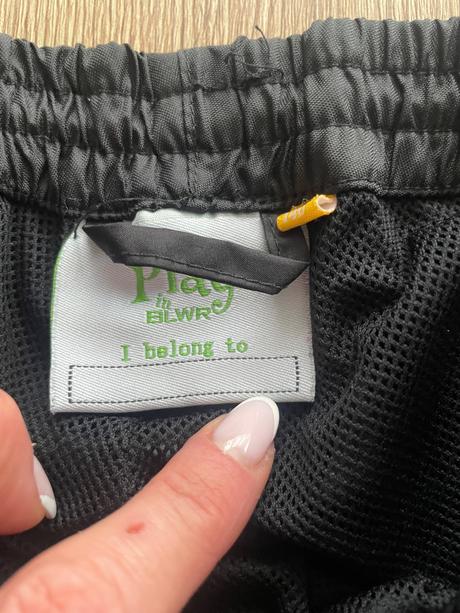 Play
in
BLWR
I belong to